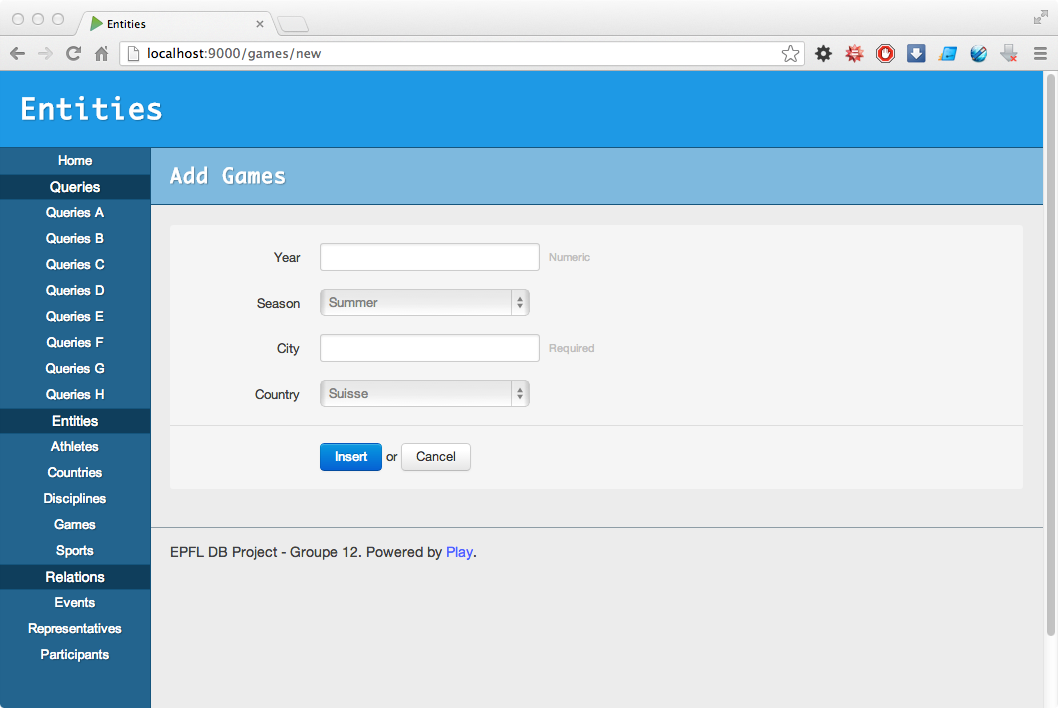 Entities
localhost:9000/games/new
Entities
Home
Queries
Queries A
Queries B
Queries C
Queries D
Queries E
Queries F
Queries G
Queries H
Entities
Athletes
Countries
Disciplines
Games
Sports
Relations
Events
Representatives
Participants
Add Games
Year Numeric
Season Summer
City Required
Country Suisse
Insert or Cancel
EPFL DB Project - Groupe 12. Powered by Play.